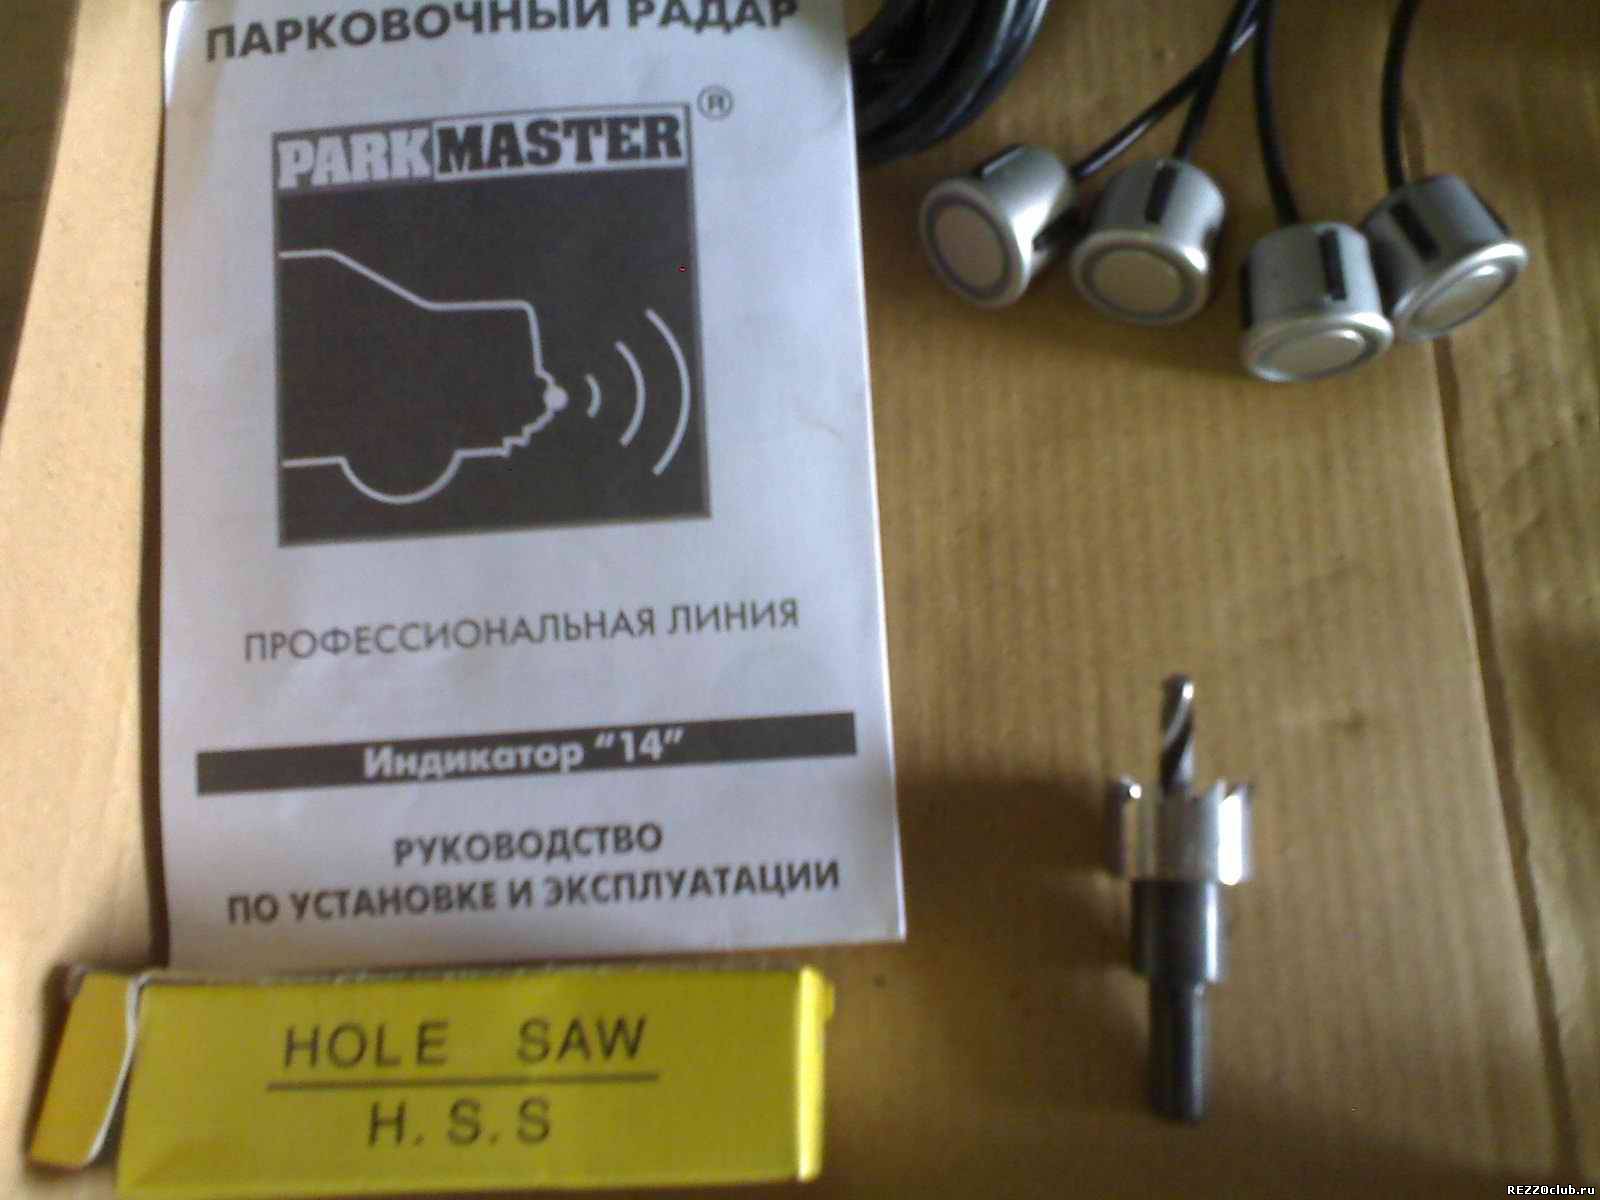 ПАРКОВОЧНЫЙ РАДАР
PARKMASTER®
ПРОФЕССИОНАЛЬНАЯ ЛИНИЯ
Индикатор “14”
РУКОВОДСТВО
ПО УСТАНОВКЕ И ЭКСПЛУАТАЦИИ
HOLE SAW
H.S.S
REZZOclub.ru